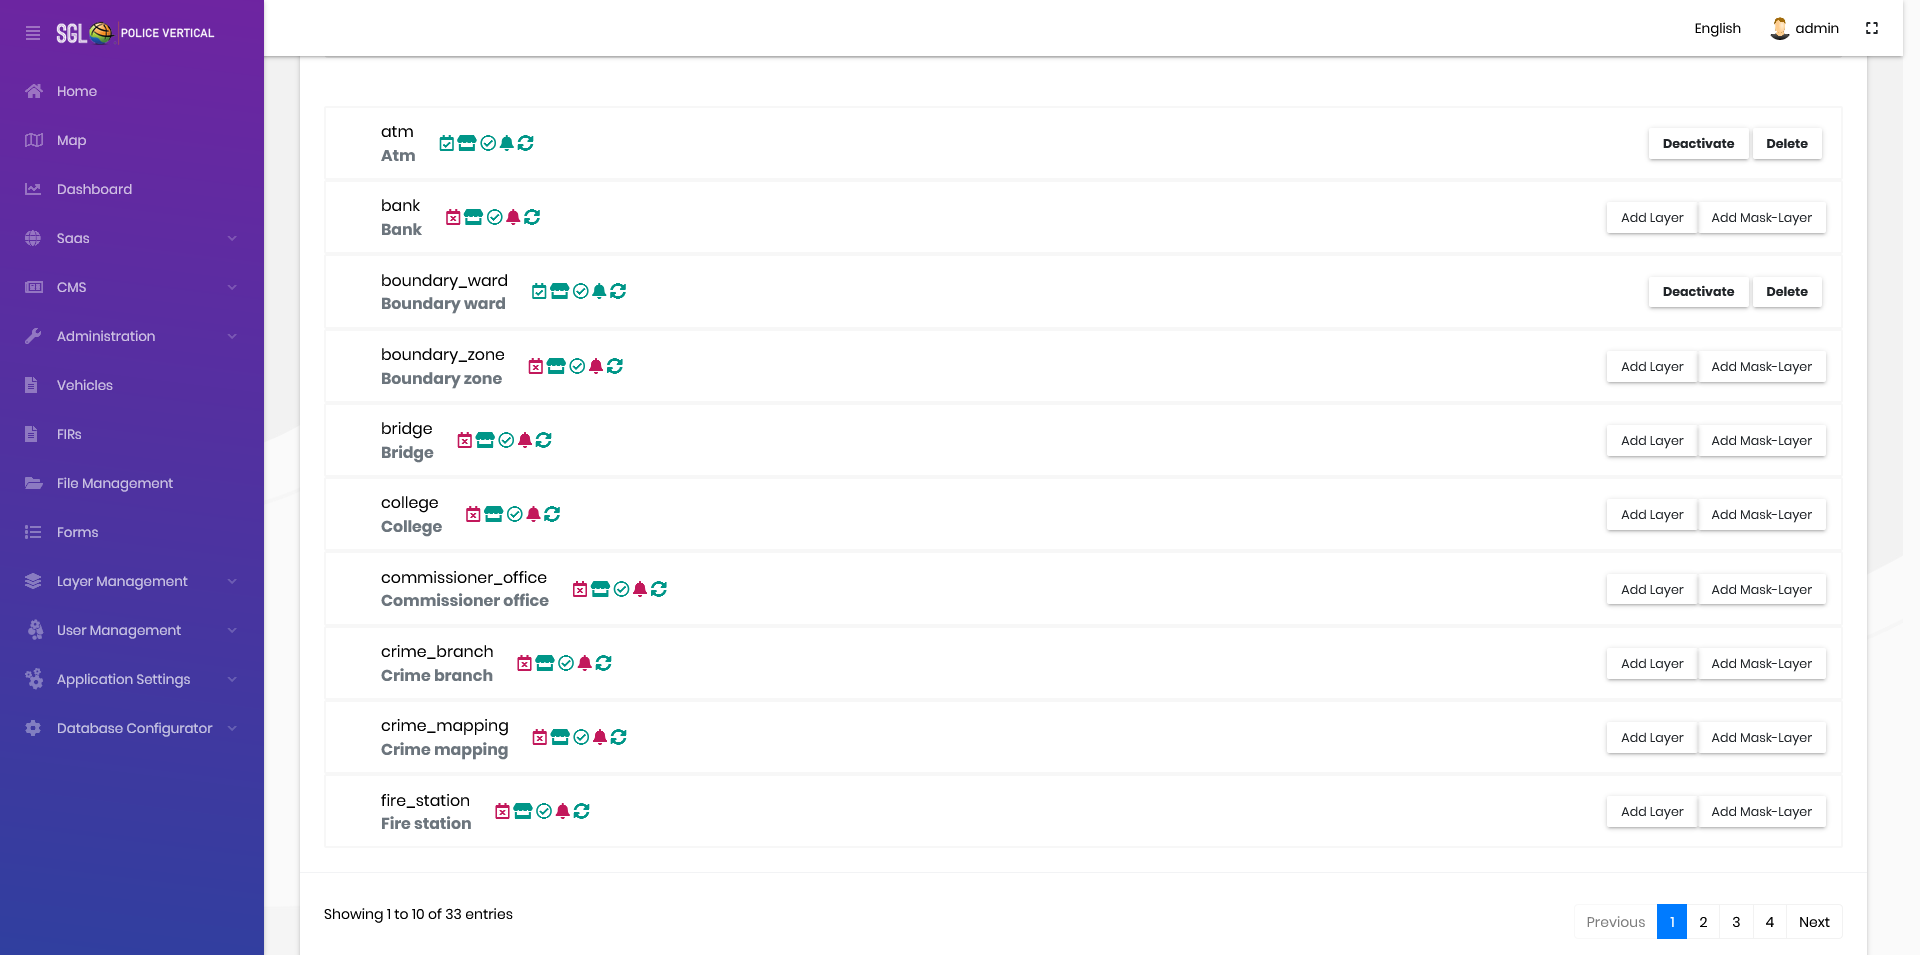 SGL POLICE VERTICAL
English
admin
Home
Map
Dashboard
Saas
CMS
Administration
Vehicles
FIRs
File Management
Forms
Layer Management
User Management
Application Settings
Database Configurator
atm
Atm
Deactivate Delete
bank
Bank
Add Layer Add Mask-Layer
boundary_ward
Boundary ward
Deactivate Delete
boundary_zone
Boundary zone
Add Layer Add Mask-Layer
bridge
Bridge
Add Layer Add Mask-Layer
college
College
Add Layer Add Mask-Layer
commissioner_office
Commissioner office
Add Layer Add Mask-Layer
crime_branch
Crime branch
Add Layer Add Mask-Layer
crime_mapping
Crime mapping
Add Layer Add Mask-Layer
fire_station
Fire station
Add Layer Add Mask-Layer
Showing 1 to 10 of 33 entries
Previous 1 2 3 4 Next